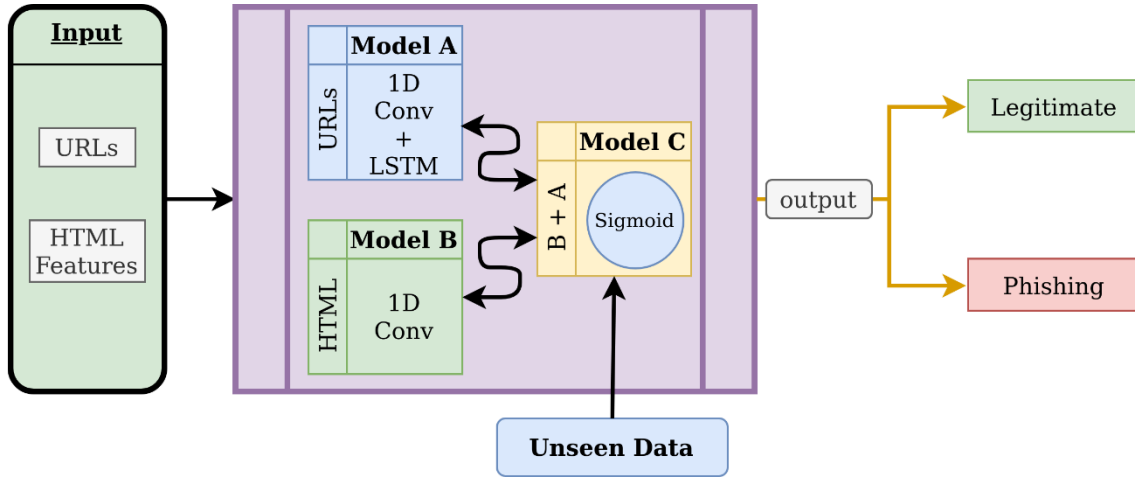 Input
URLs
HTML
Features
Model A
URLs
1D
Conv
+
LSTM
Model B
HTML
1D
Conv
Model C
B + A
Sigmoid
Unseen Data
output
Legitimate
Phishing